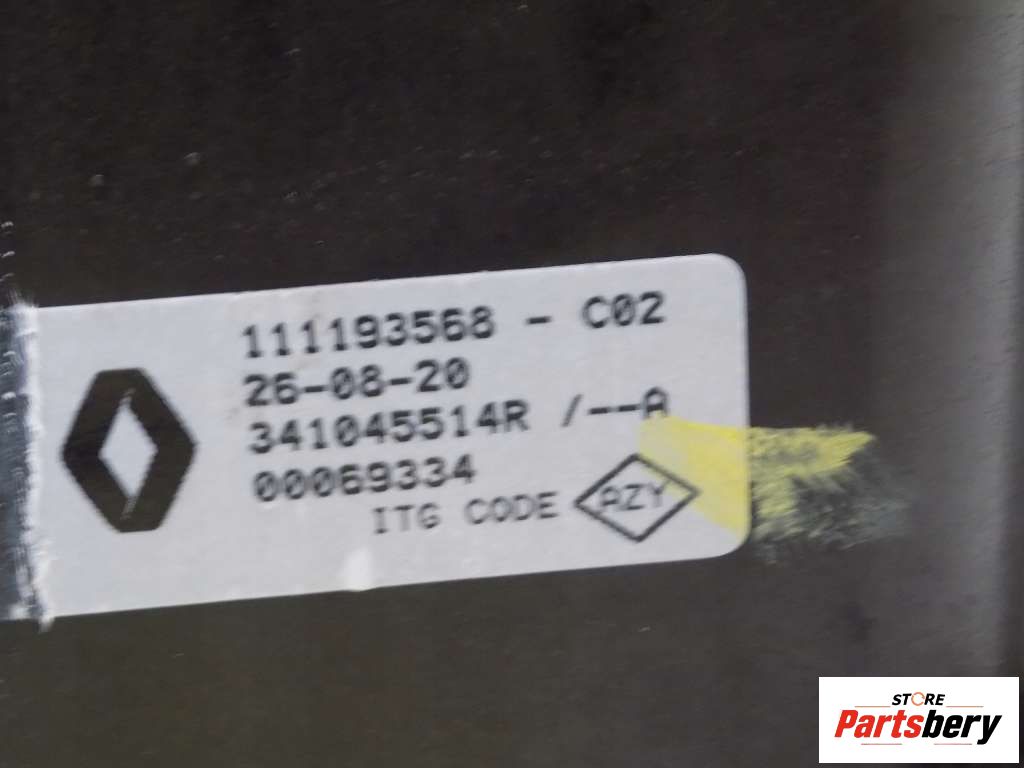 111193568 - C02
26-08-20
341045514R /--A
00069334
ITG CODE AZY
STORE
Partsbery